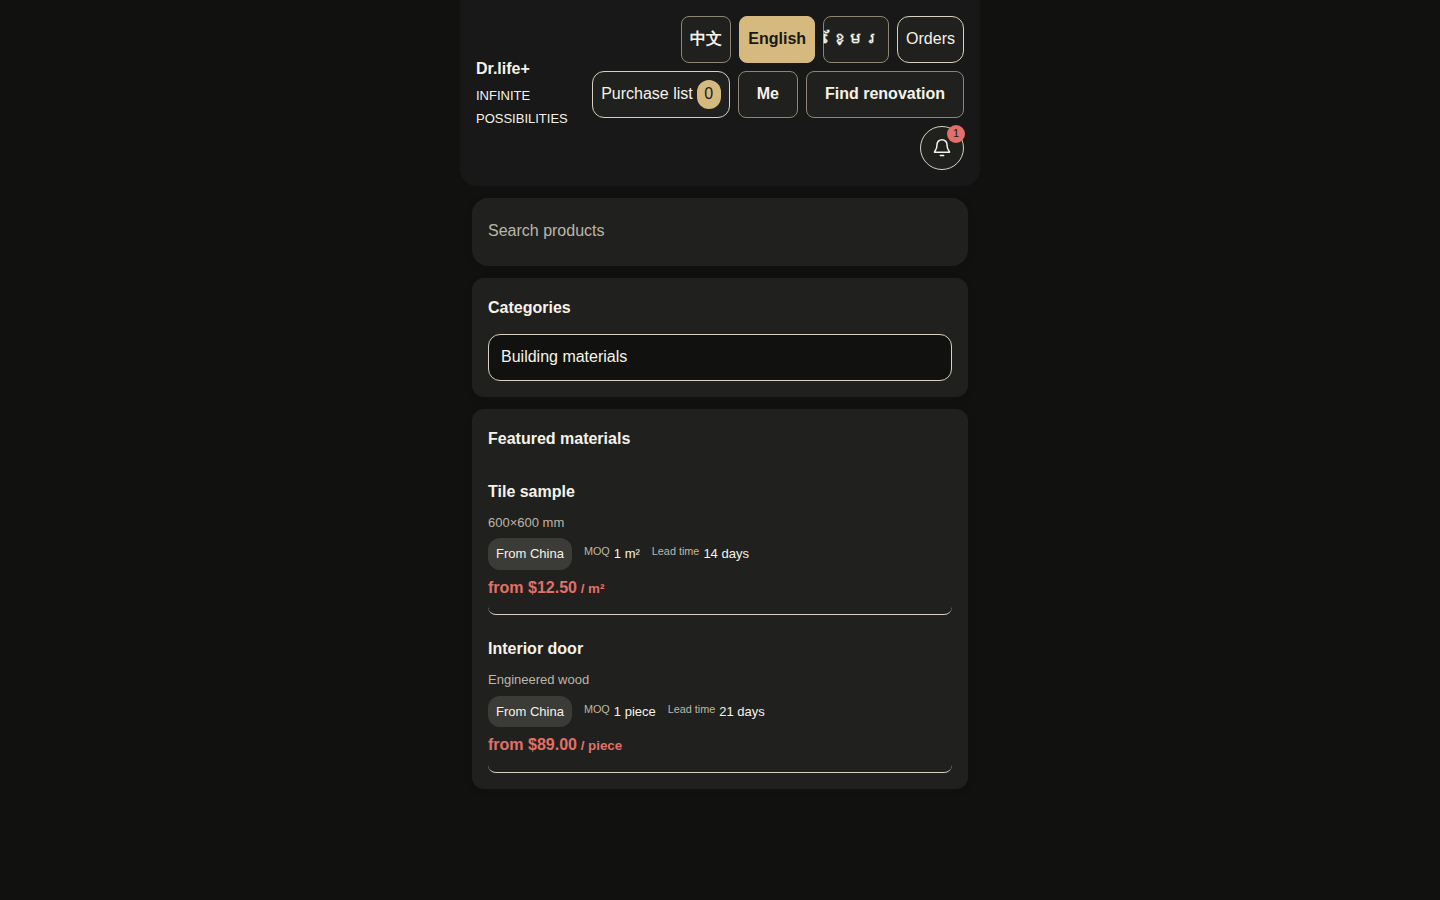 中文 English ខ្មែរ Orders
Dr.life+
INFINITE
POSSIBILITIES
Purchase list 0 Me Find renovation
1
Search products
Categories
Building materials
Featured materials
Tile sample
600×600 mm
From China MOQ 1 m² Lead time 14 days
from $12.50 / m²
Interior door
Engineered wood
From China MOQ 1 piece Lead time 21 days
from $89.00 / piece